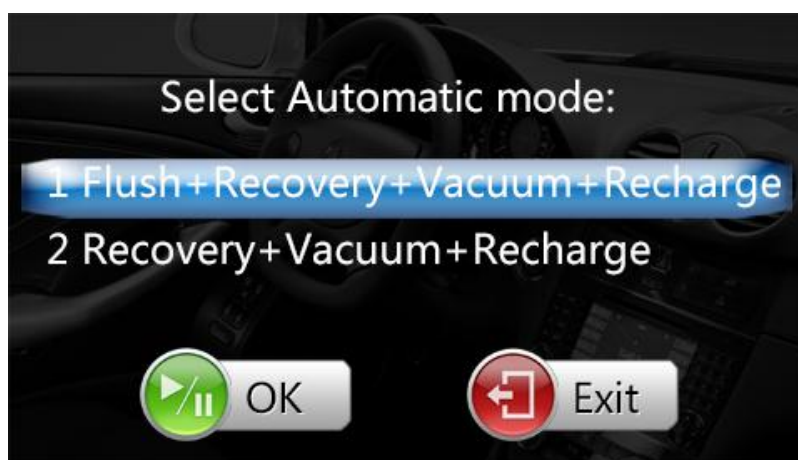 Select Automatic mode:
1 Flush+Recovery+Vacuum+Recharge
2 Recovery+Vacuum+Recharge
OK
Exit